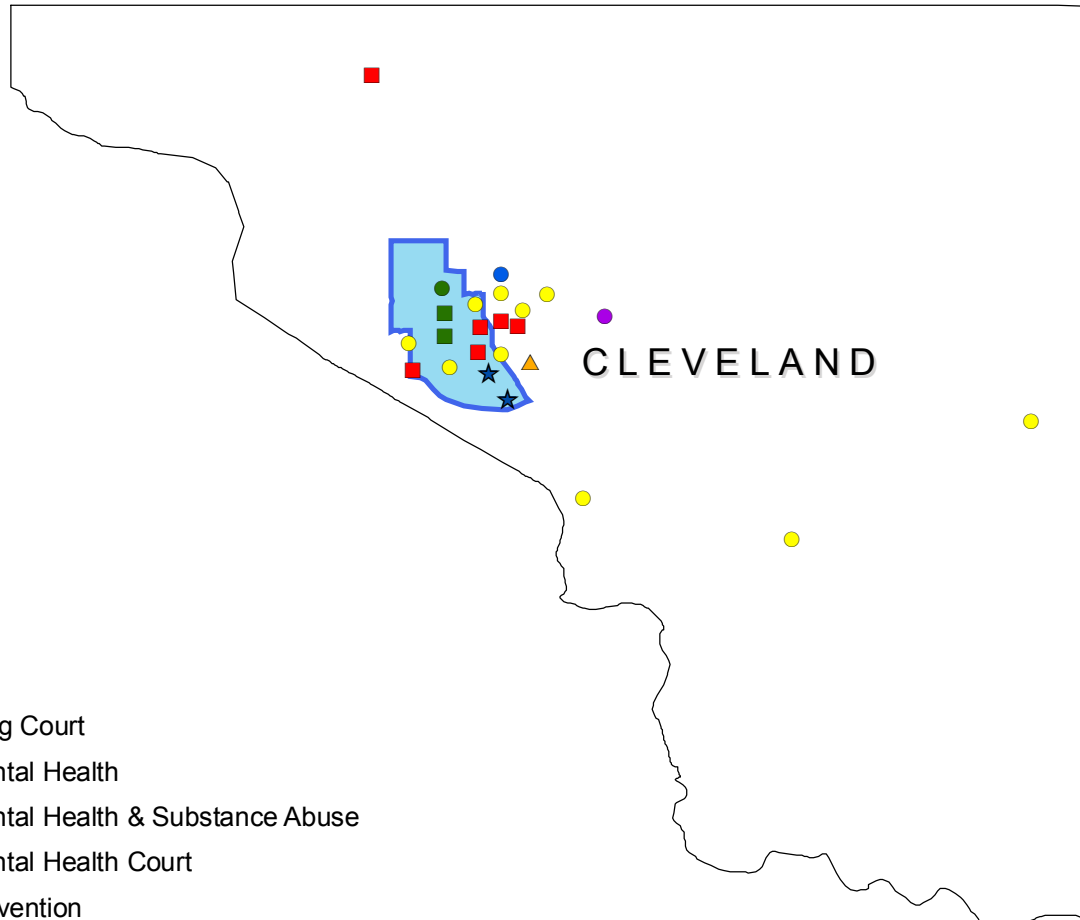 CLEVELAND
g Court
ntal Health
ntal Health & Substance Abuse
ntal Health Court
vention